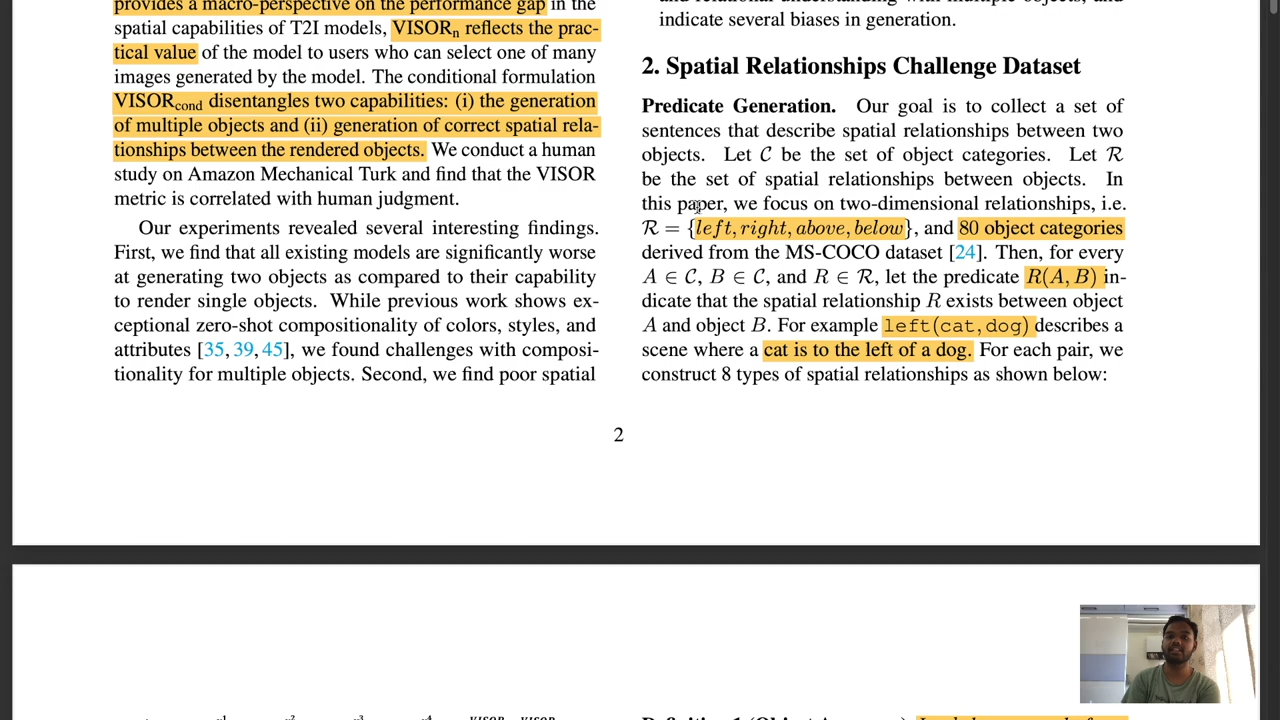 provides a macro-perspective on the performance gap in the
spatial capabilities of T2I models, VISORn reflects the prac-
tical value of the model to users who can select one of many
images generated by the model. The conditional formulation
VISORcond disentangles two capabilities: (i) the generation
of multiple objects and (ii) generation of correct spatial rela-
tionships between the rendered objects. We conduct a human
study on Amazon Mechanical Turk and find that the VISOR
metric is correlated with human judgment.
Our experiments revealed several interesting findings.
First, we find that all existing models are significantly worse
at generating two objects as compared to their capability
to render single objects. While previous work shows ex-
ceptional zero-shot compositionality of colors, styles, and
attributes [35, 39, 45], we found challenges with composi-
tionality for multiple objects. Second, we find poor spatial
and relational understanding with multiple objects, and
indicate several biases in generation.
2. Spatial Relationships Challenge Dataset
Predicate Generation. Our goal is to collect a set of
sentences that describe spatial relationships between two
objects. Let C be the set of object categories. Let R
be the set of spatial relationships between objects. In
this paper, we focus on two-dimensional relationships, i.e.
R = {left, right, above, below}, and 80 object categories
derived from the MS-COCO dataset [24]. Then, for every
A ∈ C, B ∈ C, and R ∈ R, let the predicate R(A, B) in-
dicate that the spatial relationship R exists between object
A and object B. For example left(cat,dog) describes a
scene where a cat is to the left of a dog. For each pair, we
construct 8 types of spatial relationships as shown below:
2